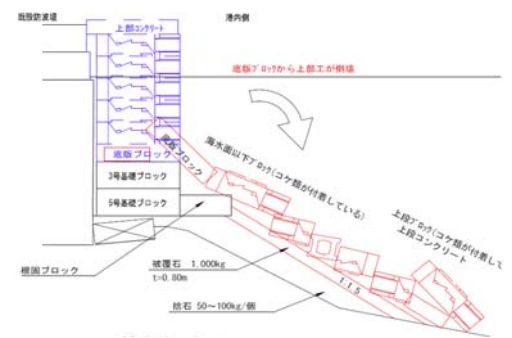 既設防波堤
港内側
上部コンクリート
底版ブロックから上部工が倒壊
底版ブロック
底版ブロック
海水面以下ブロック(コケ類が付着している)
3号基礎ブロック
5号基礎ブロック
上段ブロック(コケ類が付着して
上段コンクリート
根固ブロック
被覆石 1.000kg
t=0.80m
1:1.5
捨石 50～100kg/個